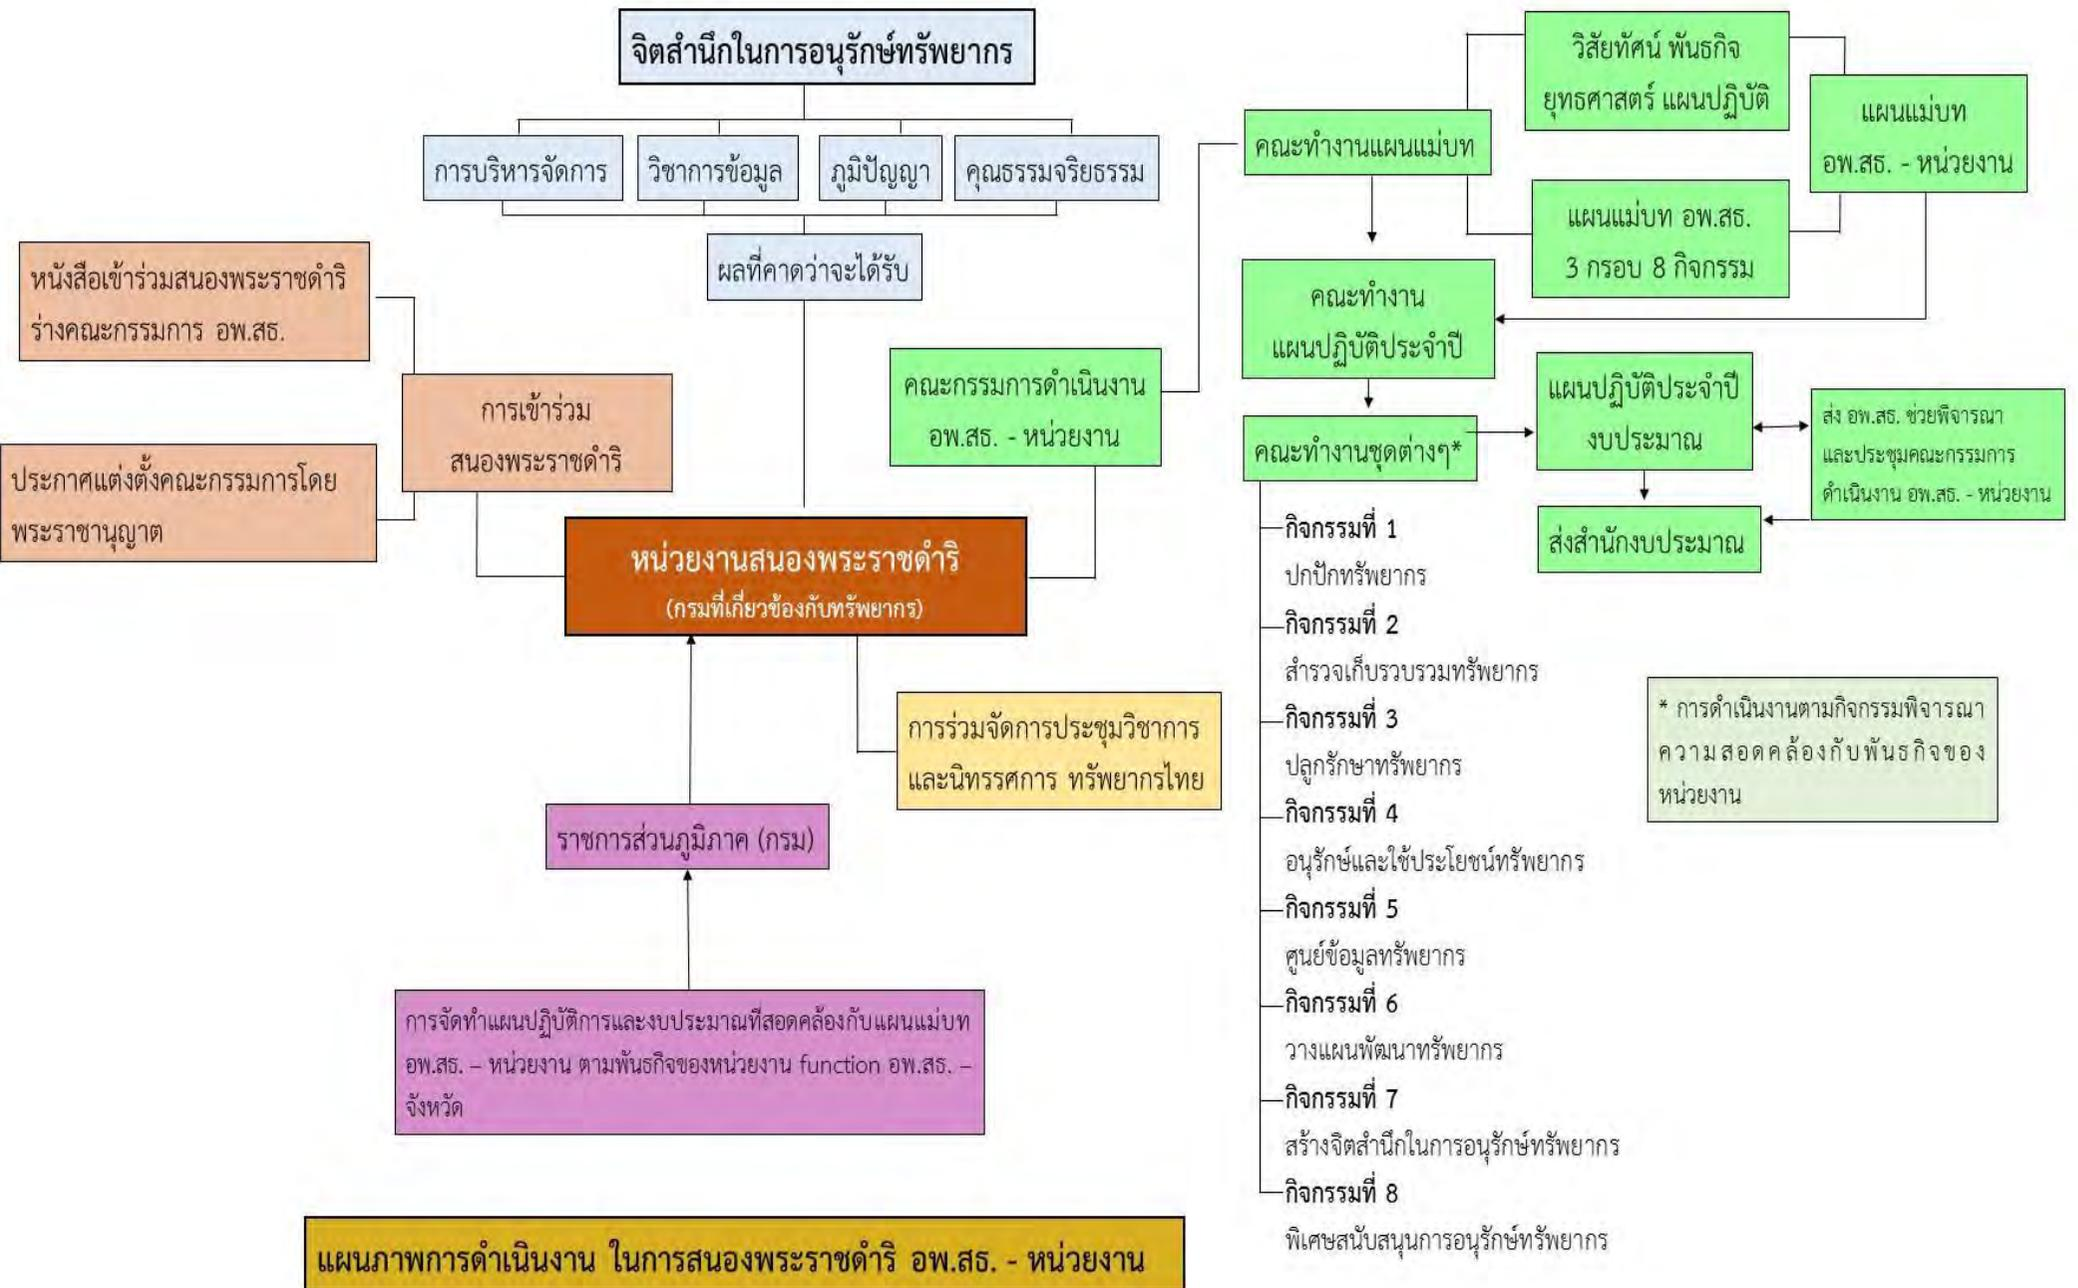 จิตสำนึกในการอนุรักษ์ทรัพยากร
การบริหารจัดการ
วิชาการข้อมูล
ภูมิปัญญา
คุณธรรมจริยธรรม
ผลที่คาดว่าจะได้รับ
หนังสือเข้าร่วมสนองพระราชดำริ
ร่างคณะกรรมการ อพ.สธ.
การเข้าร่วม
สนองพระราชดำริ
ประกาศแต่งตั้งคณะกรรมการโดย
พระราชานุญาต
หน่วยงานสนองพระราชดำริ
(กรมที่เกี่ยวข้องกับทรัพยากร)
คณะกรรมการดำเนินงาน
อพ.สธ. - หน่วยงาน
การร่วมจัดการประชุมวิชาการ
และนิทรรศการ ทรัพยากรไทย
ราชการส่วนภูมิภาค (กรม)
การจัดทำแผนปฏิบัติการและงบประมาณที่สอดคล้องกับแผนแม่บท
อพ.สธ. – หน่วยงาน ตามพันธกิจของหน่วยงาน function อพ.สธ. –
จังหวัด
คณะทำงานแผนแม่บท
วิสัยทัศน์ พันธกิจ
ยุทธศาสตร์ แผนปฏิบัติ
แผนแม่บท
อพ.สธ. - หน่วยงาน
แผนแม่บท อพ.สธ.
3 กรอบ 8 กิจกรรม
คณะทำงาน
แผนปฏิบัติประจำปี
คณะทำงานชุดต่างๆ*
แผนปฏิบัติประจำปี
งบประมาณ
ส่ง อพ.สธ. ช่วยพิจารณา
และประชุมคณะกรรมการ
ดำเนินงาน อพ.สธ. - หน่วยงาน
ส่งสำนักงบประมาณ
กิจกรรมที่ 1
ปกปักทรัพยากร
กิจกรรมที่ 2
สำรวจเก็บรวบรวมทรัพยากร
กิจกรรมที่ 3
ปลูกรักษาทรัพยากร
กิจกรรมที่ 4
อนุรักษ์และใช้ประโยชน์ทรัพยากร
กิจกรรมที่ 5
ศูนย์ข้อมูลทรัพยากร
กิจกรรมที่ 6
วางแผนพัฒนาทรัพยากร
กิจกรรมที่ 7
สร้างจิตสำนึกในการอนุรักษ์ทรัพยากร
กิจกรรมที่ 8
พิเศษสนับสนุนการอนุรักษ์ทรัพยากร
* การดำเนินงานตามกิจกรรมพิจารณา
ความสอดคล้องกับพันธกิจของ
หน่วยงาน
แผนภาพการดำเนินงาน ในการสนองพระราชดำริ อพ.สธ. - หน่วยงาน